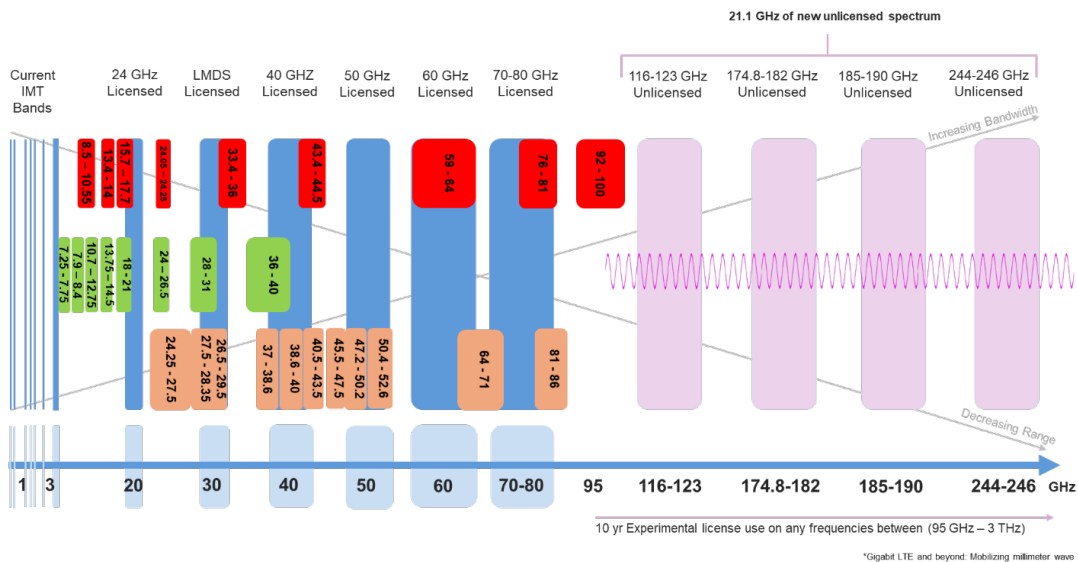 21.1 GHz of new unlicensed spectrum
Current
IMT
Bands
24 GHz
Licensed
LMDS
Licensed
40 GHZ
Licensed
50 GHz
Licensed
60 GHz
Licensed
70-80 GHz
Licensed
116-123 GHz
Unlicensed
174.8-182 GHz
Unlicensed
185-190 GHz
Unlicensed
244-246 GHz
Unlicensed
Increasing Bandwidth
8.5 – 10.55
13.4 - 14
15.7 – 17.7
24.05 – 24.25
33.4 - 36
43.4 - 44.5
59 - 64
76 - 81
92 - 100
7.25 - 7.75
7.9 – 8.4
10.7 – 12.75
13.75 – 14.5
18 - 21
24 – 26.5
28 - 31
36 - 40
24.25 - 27.5
26.5 - 29.5
27.5 - 28.35
37 - 38.6
38.6 - 40
40.5 - 43.5
45.5 - 47.5
47.2 - 50.2
50.4 - 52.6
64 - 71
81 - 86
Decreasing Range
1
3
20
30
40
50
60
70-80
95
116-123
174.8-182
185-190
244-246
GHz
10 yr Experimental license use on any frequencies between (95 GHz – 3 THz)
*Gigabit LTE and beyond: Mobilizing millimeter wave